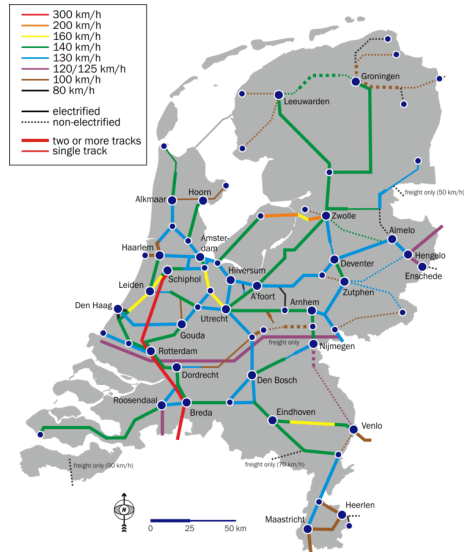 300 km/h
200 km/h
160 km/h
140 km/h
130 km/h
120/125 km/h
100 km/h
80 km/h
electrified
non-electrified
two or more tracks
single track
Groningen
Leeuwarden
freight only (50 km/h)
Alkmaar
Hoorn
Zwolle
Almelo
Haarlem
Amster-
dam
Hengelo
Schiphol
Hilversum
Deventer
Enschede
Leiden
A'foort
Zutphen
Den Haag
Utrecht
Arnhem
Gouda
freight only
Rotterdam
Nijmegen
Dordrecht
Den Bosch
Roosendaal
Breda
Eindhoven
Venlo
freight only (90 km/h)
freight only (70 km/h)
Heerlen
Maastricht
N
0
25
50 km